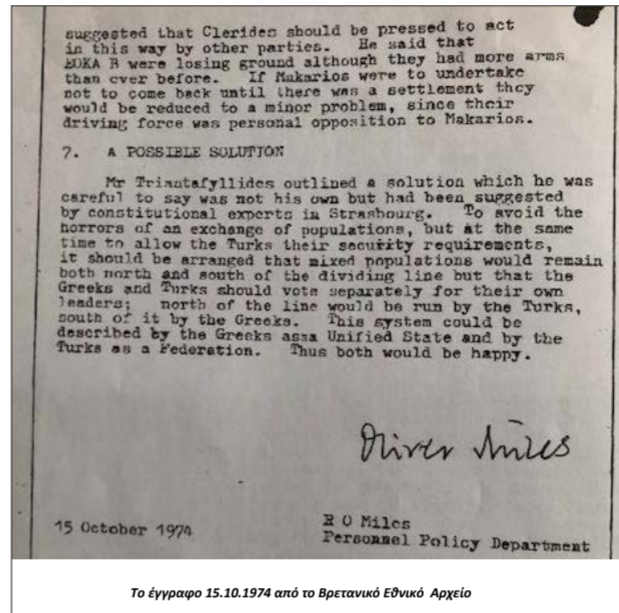 suggested that Clerides should be pressed to act
in this way by other parties. He said that
EOKA B were losing ground although they had more arms
than ever before. If Makarios were to undertake
not to come back until there was a settlement they
would be reduced to a minor problem, since their
driving force was personal opposition to Makarios.
7. A POSSIBLE SOLUTION
Mr Triantafyllides outlined a solution which he was
careful to say was not his own but had been suggested
by constitutional experts in Strasbourg. To avoid the
horrors of an exchange of populations, but at the same
time to allow the Turks their security requirements,
it should be arranged that mixed populations would remain
both north and south of the dividing line but that the
Greeks and Turks should vote separately for their own
leaders; north of the line would be run by the Turks,
south of it by the Greeks. This system could be
described by the Greeks assa Unified State and by the
Turks as a Federation. Thus both would be happy.
Oliver Miles
15 October 1974
R O Miles
Personnel Policy Department
Το έγγραφο 15.10.1974 από το Βρετανικό Εθνικό Αρχείο